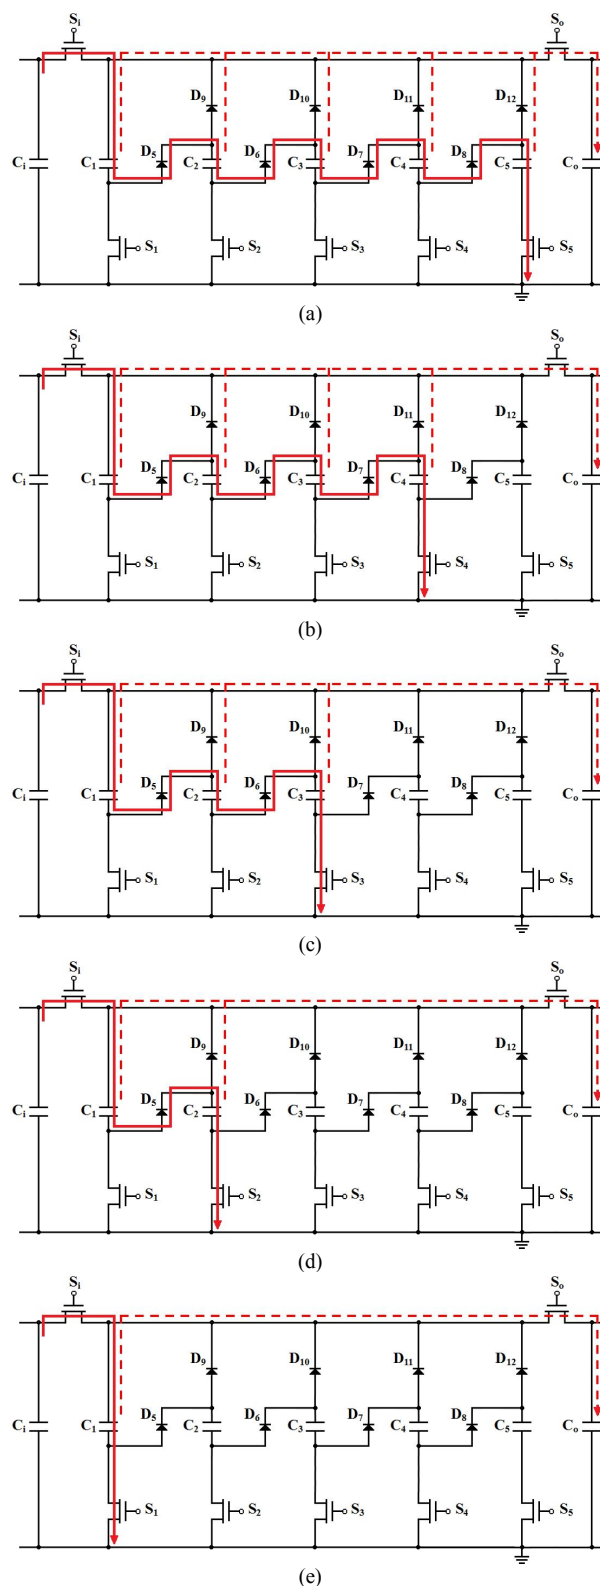 Si So
D9 D10 D11 D12
Ci C1 D5 C2 D6 C3 D7 C4 D8 C5 Co
S1 S2 S3 S4 S5
(a)
Si So
D9 D10 D11 D12
Ci C1 D5 C2 D6 C3 D7 C4 D8 C5 Co
S1 S2 S3 S4 S5
(b)
Si So
D9 D10 D11 D12
Ci C1 D5 C2 D6 C3 D7 C4 D8 C5 Co
S1 S2 S3 S4 S5
(c)
Si So
D9 D10 D11 D12
Ci C1 D5 C2 D6 C3 D7 C4 D8 C5 Co
S1 S2 S3 S4 S5
(d)
Si So
D9 D10 D11 D12
Ci C1 D5 C2 D6 C3 D7 C4 D8 C5 Co
S1 S2 S3 S4 S5
(e)